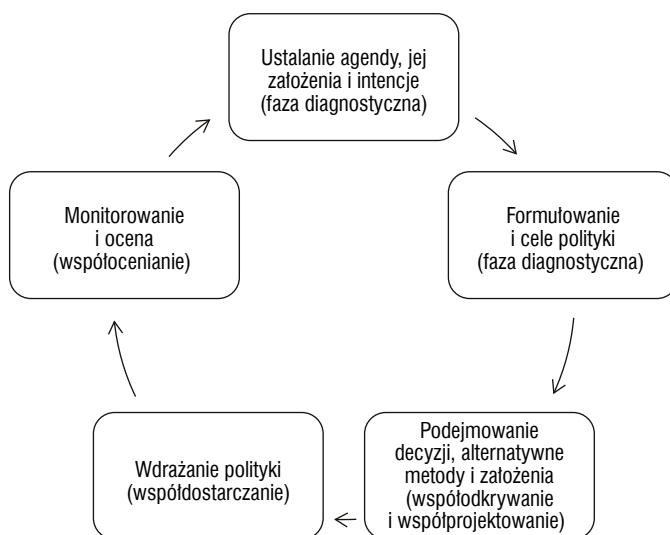 Ustalanie agendy, jej
założenia i intencje
(faza diagnostyczna)
Formułowanie
i cele polityki
(faza diagnostyczna)
Podejmowanie
decyzji, alternatywne
metody i założenia
(współodkrywanie
i współprojektowanie)
Wdrażanie polityki
(współdostarczanie)
Monitorowanie
i ocena
(współocenianie)